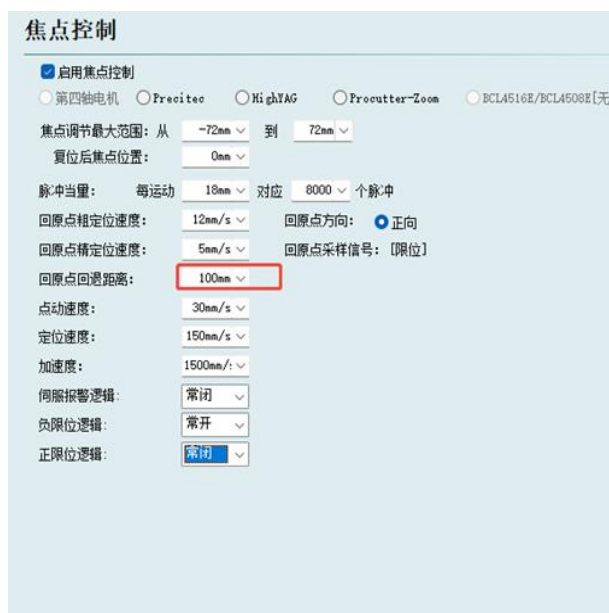 焦点控制
启用焦点控制
第四轴电机 Precitec HighYAG Procutter-Zoom BCL4516E/BCL4508E[无
焦点调节最大范围: 从 -72mm 到 72mm
复位后焦点位置: 0mm
脉冲当量: 每运动 18mm 对应 8000 个脉冲
回原点粗定位速度: 12mm/s 回原点方向: 正向
回原点精定位速度: 5mm/s 回原点采样信号: [限位]
回原点回退距离: 100mm
点动速度: 30mm/s
定位速度: 150mm/s
加速度: 1500mm/:
伺服报警逻辑: 常闭
负限位逻辑: 常开
正限位逻辑: 常闭